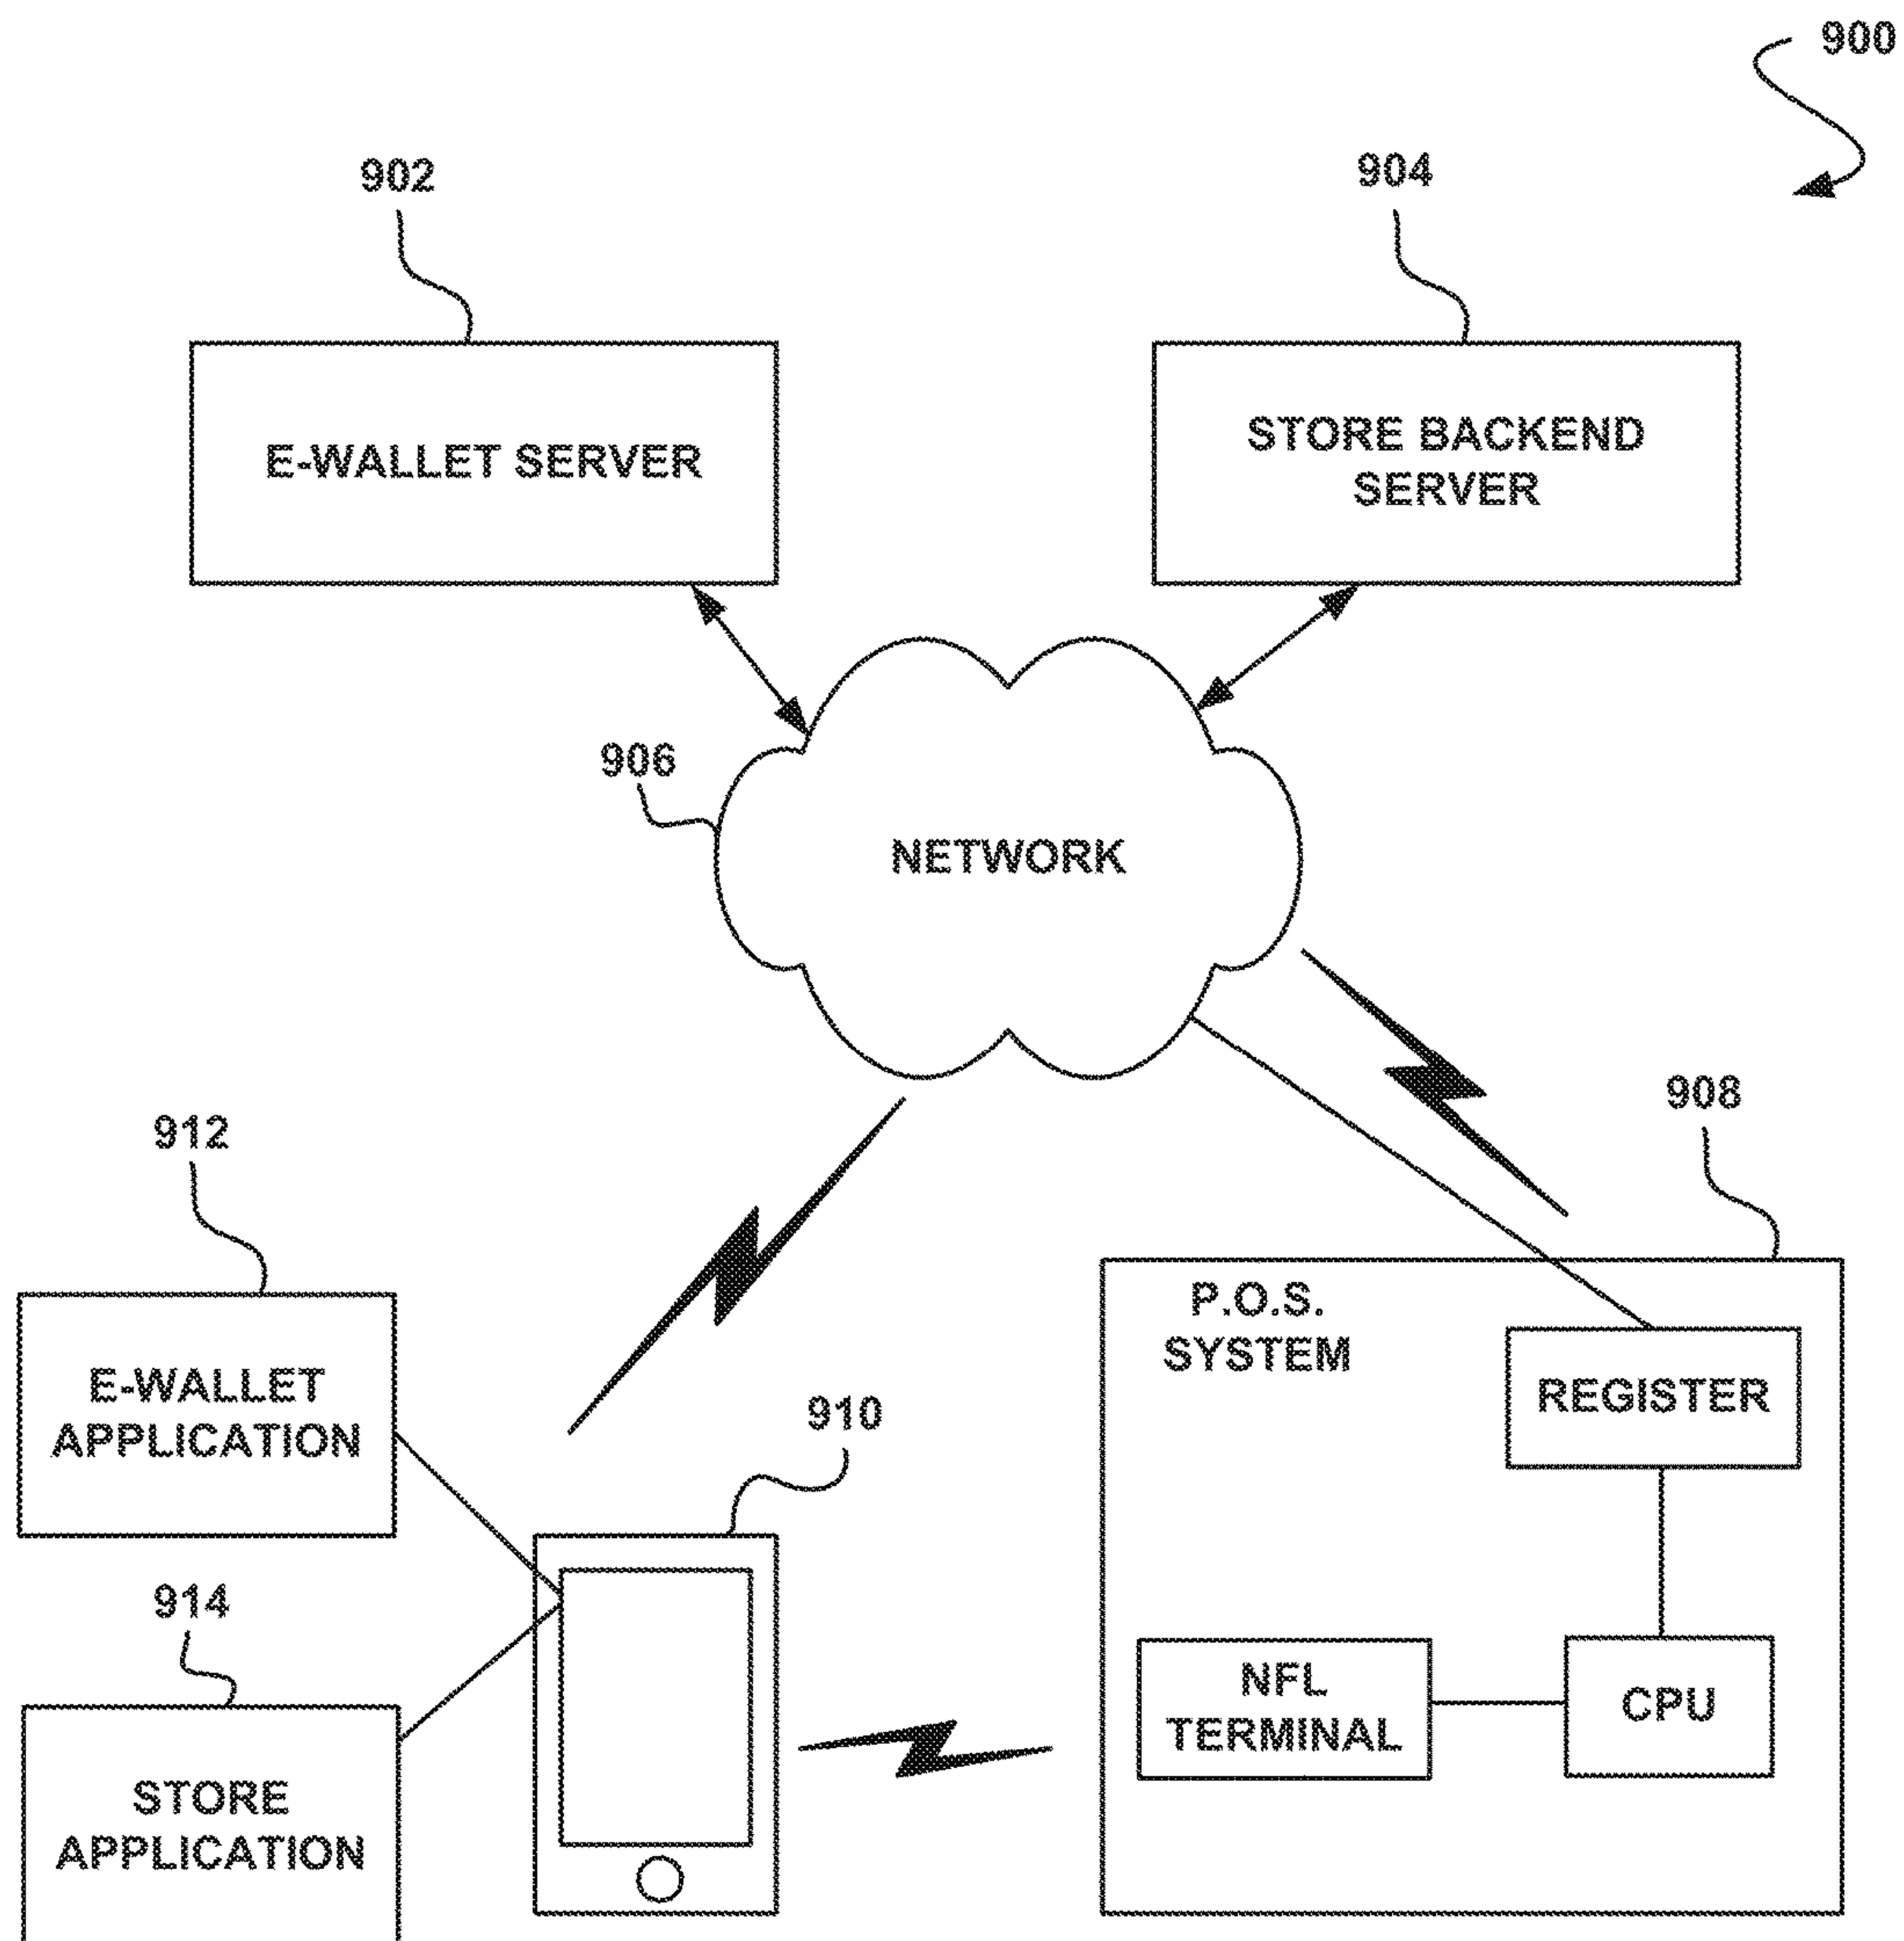 900
902
904
E-WALLET SERVER
STORE BACKEND
SERVER
906
NETWORK
908
912
P.O.S.
SYSTEM
E-WALLET
APPLICATION
REGISTER
910
914
NFL
TERMINAL
CPU
STORE
APPLICATION